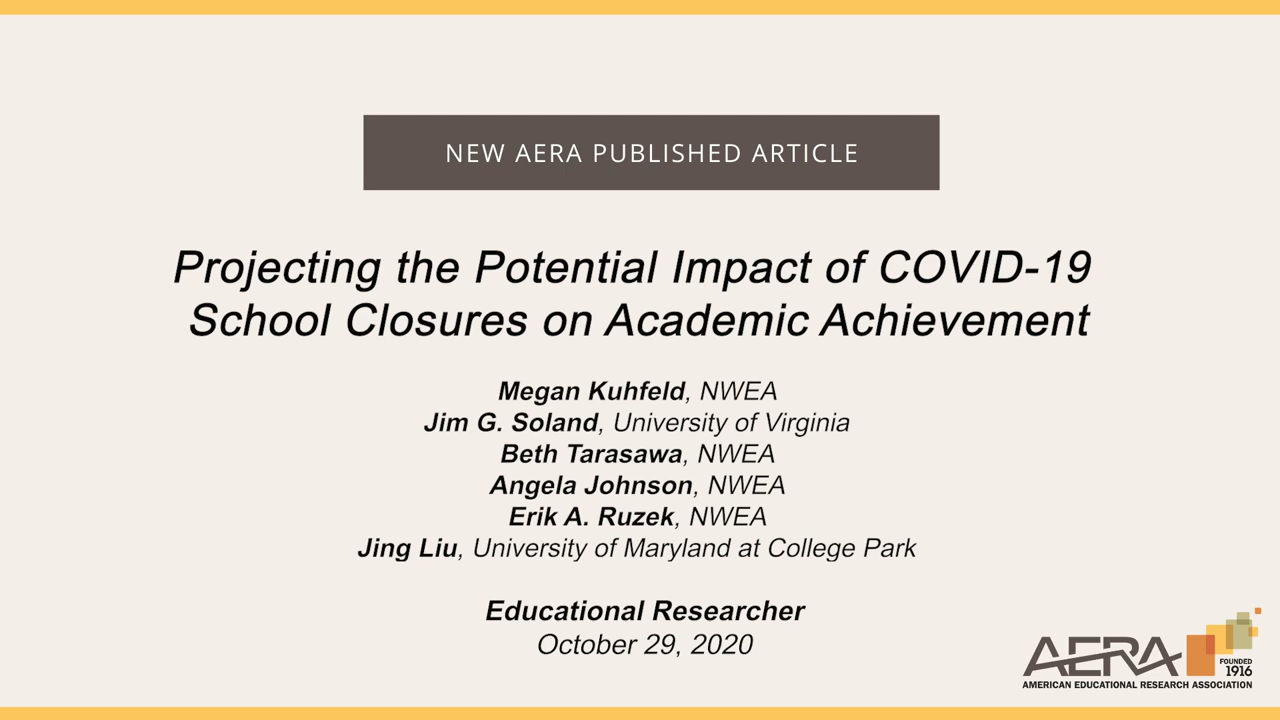 NEW AERA PUBLISHED ARTICLE
Projecting the Potential Impact of COVID-19
School Closures on Academic Achievement
Megan Kuhfeld, NWEA
Jim G. Soland, University of Virginia
Beth Tarasawa, NWEA
Angela Johnson, NWEA
Erik A. Ruzek, NWEA
Jing Liu, University of Maryland at College Park
Educational Researcher
October 29, 2020
AERA
FOUNDED
1916
AMERICAN EDUCATIONAL RESEARCH ASSOCIATION